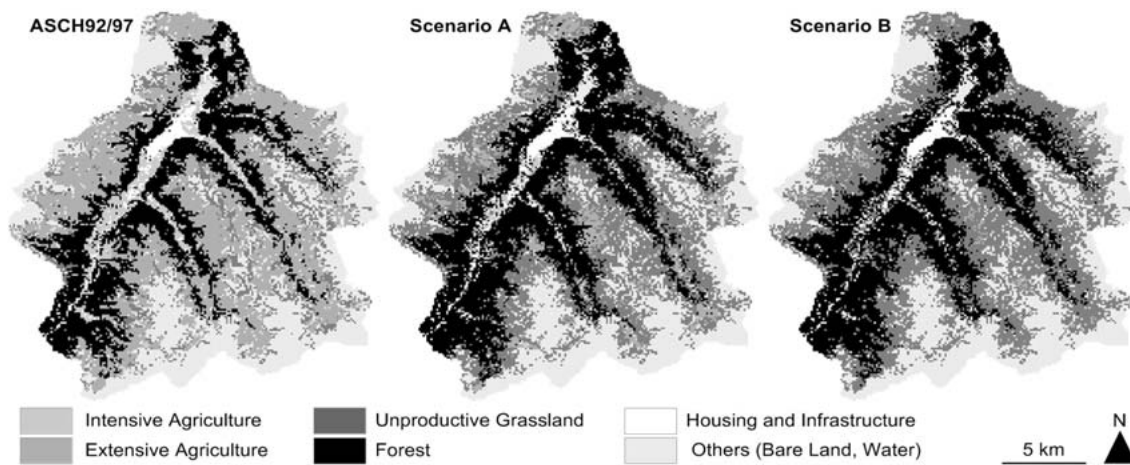 ASCH92/97 Scenario A Scenario B
Intensive Agriculture Unproductive Grassland Housing and Infrastructure N
Extensive Agriculture Forest Others (Bare Land, Water) 5 km